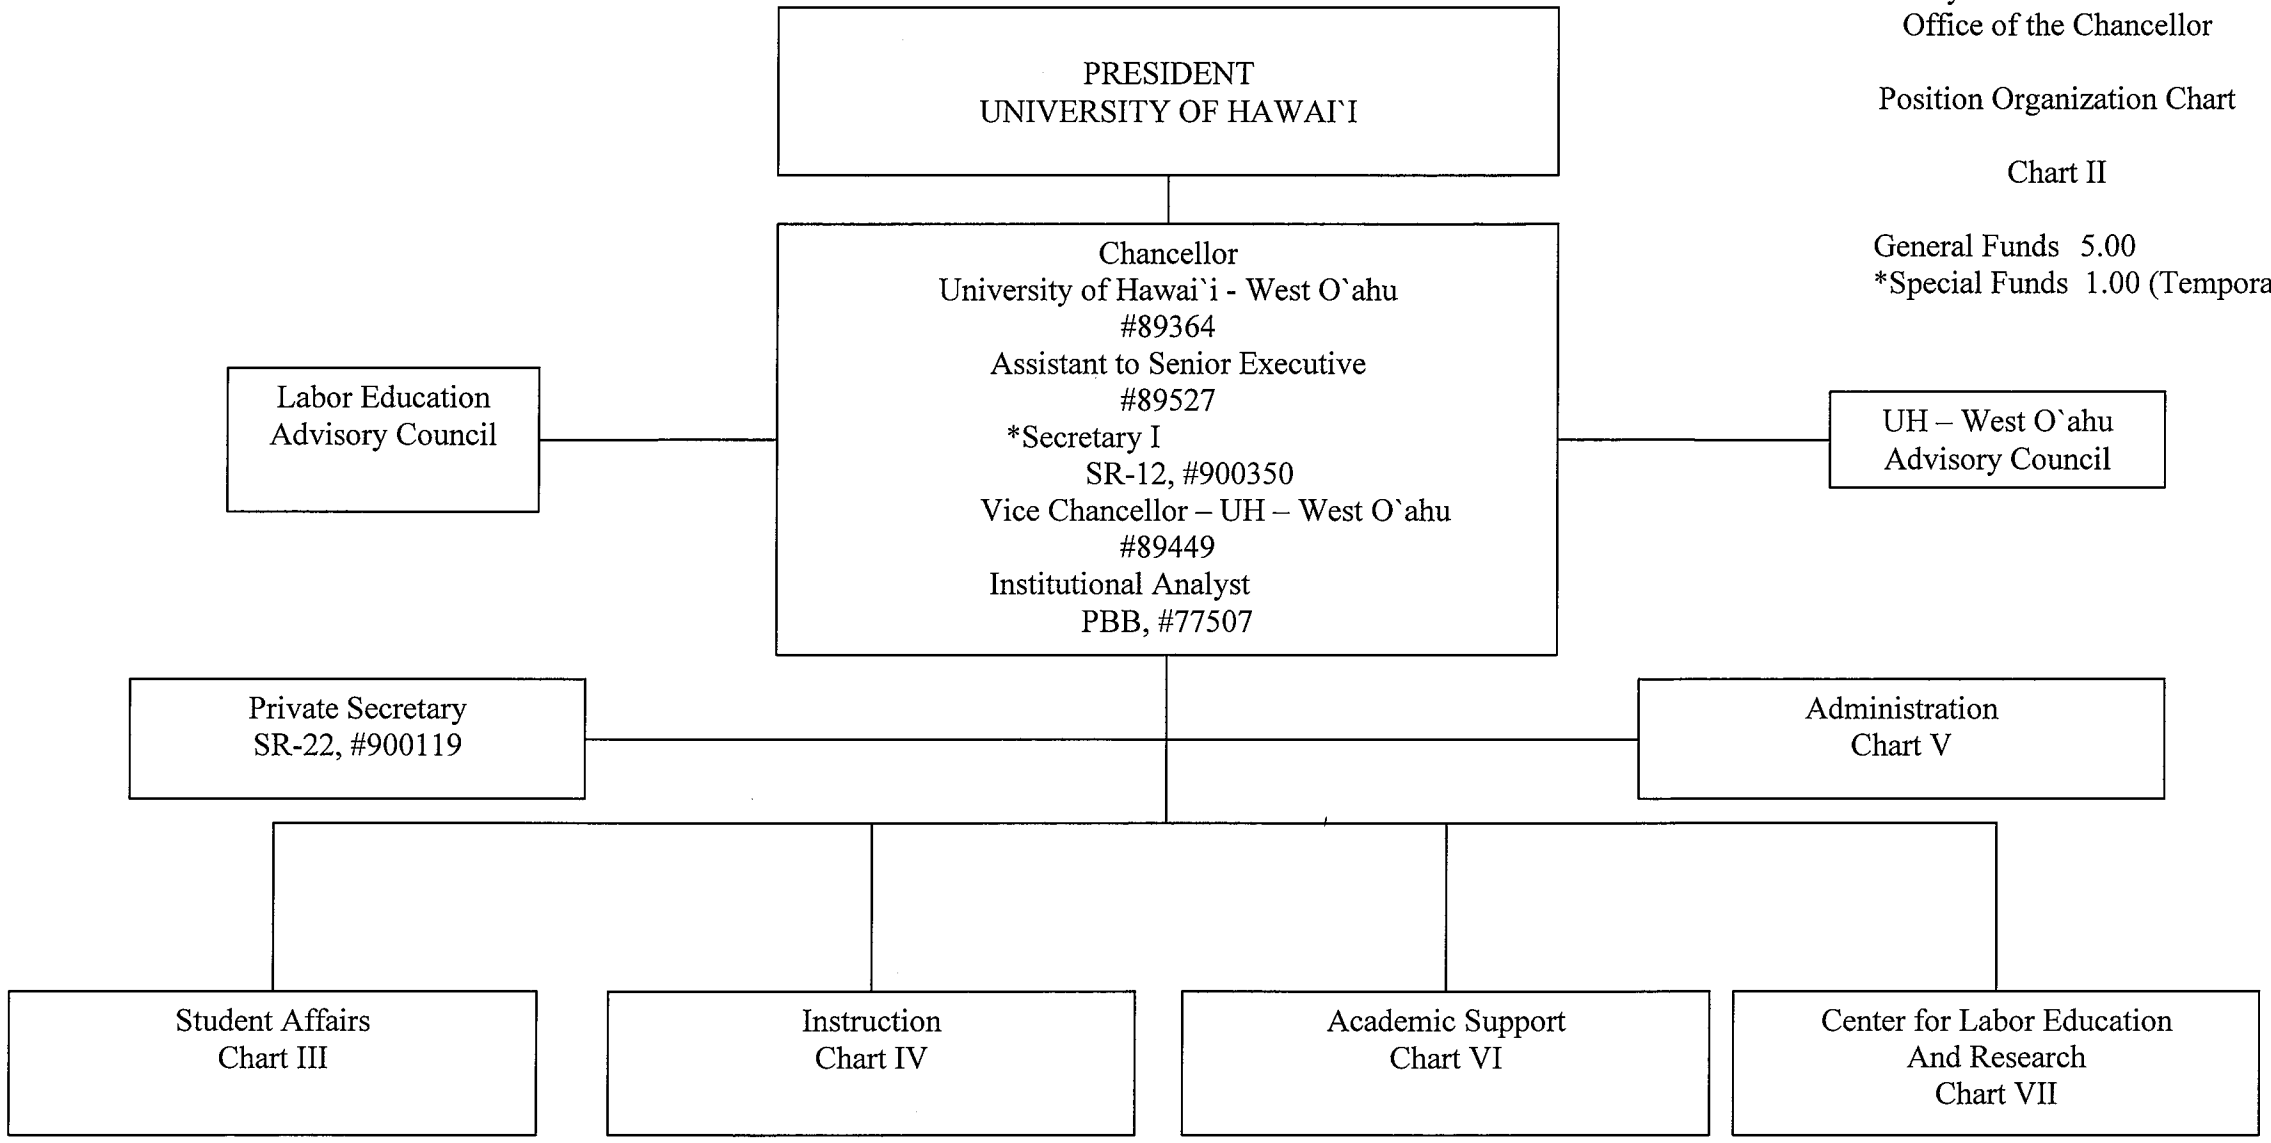 Office of the Chancellor
Position Organization Chart
Chart II
General Funds 5.00
*Special Funds 1.00
PRESIDENT
UNIVERSITY OF HAWAI`I
Chancellor
University of Hawai`i - West O`ahu
#89364
Assistant to Senior Executive
#89527
*Secretary I
SR-12, #900350
Vice Chancellor – UH – West O`ahu
#89449
Institutional Analyst
PBB, #77507
Labor Education
Advisory Council
UH – West O`ahu
Advisory Council
Private Secretary
SR-22, #900119
Administration
Chart V
Student Affairs
Chart III
Instruction
Chart IV
Academic Support
Chart VI
Center for Labor Education
And Research
Chart VII